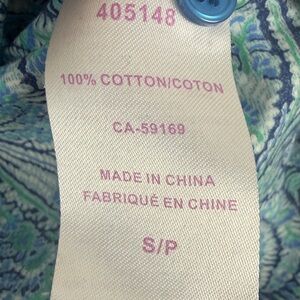 405148
100% COTTON/COTON
CA-59169
MADE IN CHINA
FABRIQUÉ EN CHINE
S/P